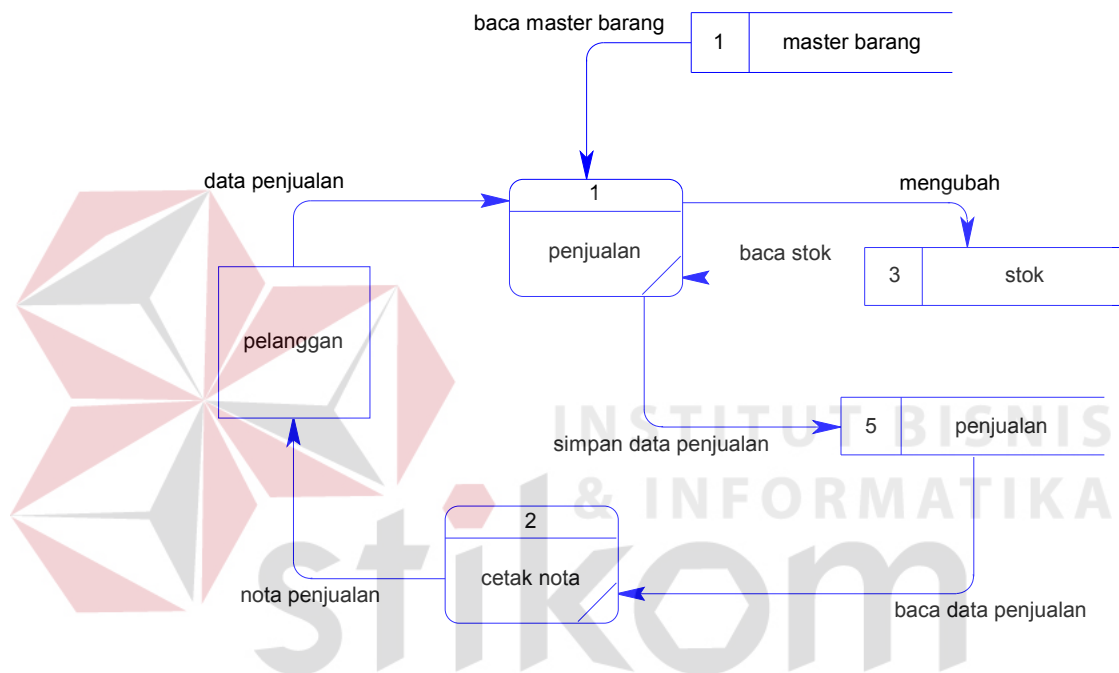 baca master barang
1 master barang
data penjualan
1
penjualan
mengubah
baca stok
3 stok
pelanggan
simpan data penjualan
5 penjualan
INSTITUT BISNIS
& INFORMATIKA
stikom
2
cetak nota
nota penjualan
baca data penjualan